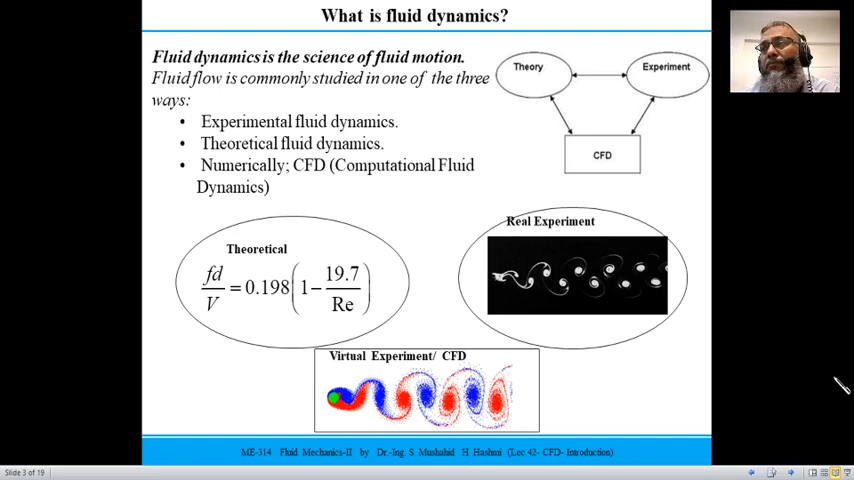 What is fluid dynamics?
Fluid dynamics is the science of fluid motion.
Fluid flow is commonly studied in one of the three
ways:
• Experimental fluid dynamics.
• Theoretical fluid dynamics.
• Numerically; CFD (Computational Fluid
Dynamics)
Theory
Experiment
CFD
Theoretical
fd/V = 0.198(1 − 19.7/Re)
Real Experiment
Virtual Experiment/ CFD
ME-314 Fluid Mechanics-II by Dr.-Ing. S. Mushahid H Hashmi (Lec 42- CFD- Introduction)
Slide 3 of 19